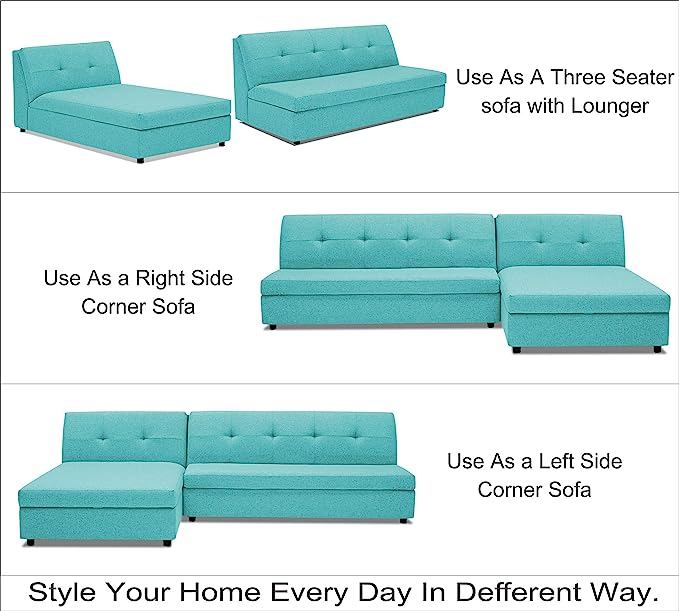 Use As A Three Seater
sofa with Lounger
Use As a Right Side
Corner Sofa
Use As a Left Side
Corner Sofa
Style Your Home Every Day In Defferent Way.